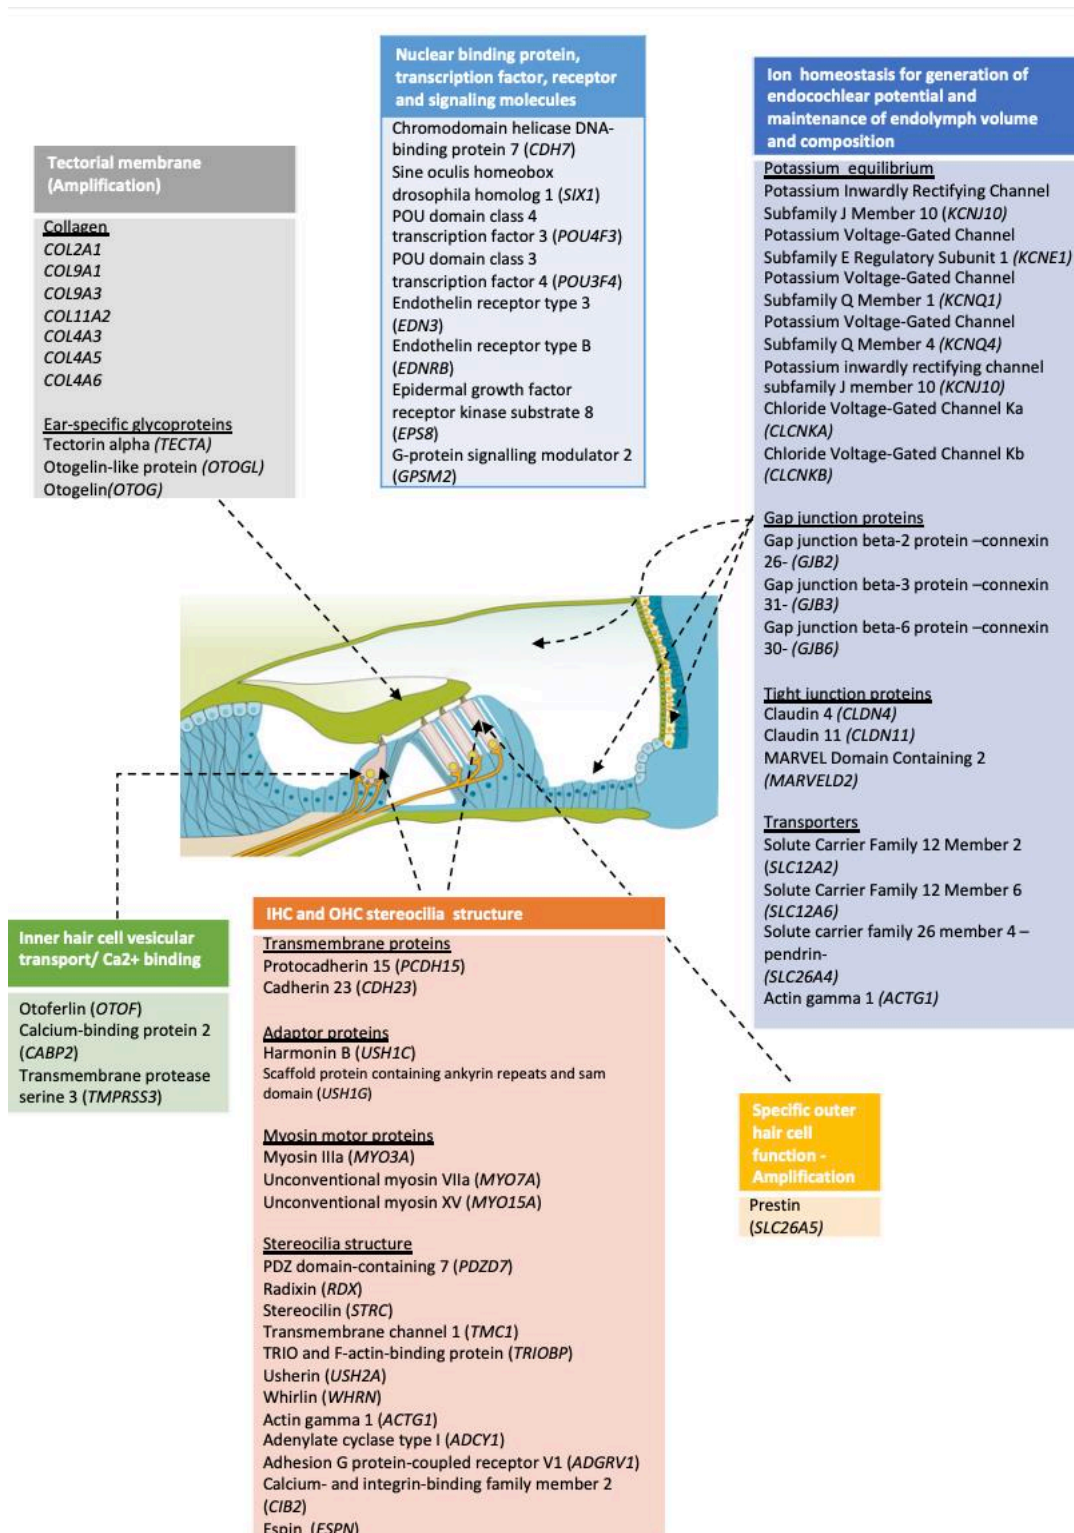 Nuclear binding protein,
transcription factor, receptor
and signaling molecules
Chromodomain helicase DNA-
binding protein 7 (CDH7)
Sine oculis homeobox
drosophila homolog 1 (SIX1)
POU domain class 4
transcription factor 3 (POU4F3)
POU domain class 3
transcription factor 4 (POU3F4)
Endothelin receptor type 3
(EDN3)
Endothelin receptor type B
(EDNRB)
Epidermal growth factor
receptor kinase substrate 8
(EPS8)
G-protein signalling modulator 2
(GPSM2)
Ion homeostasis for generation of
endocochlear potential and
maintenance of endolymph volume
and composition
Potassium equilibrium
Potassium Inwardly Rectifying Channel
Subfamily J Member 10 (KCNJ10)
Potassium Voltage-Gated Channel
Subfamily E Regulatory Subunit 1 (KCNE1)
Potassium Voltage-Gated Channel
Subfamily Q Member 1 (KCNQ1)
Potassium Voltage-Gated Channel
Subfamily Q Member 4 (KCNQ4)
Potassium inwardly rectifying channel
subfamily J member 10 (KCNJ10)
Chloride Voltage-Gated Channel Ka
(CLCNKA)
Chloride Voltage-Gated Channel Kb
(CLCNKB)
Gap junction proteins
Gap junction beta-2 protein –connexin
26- (GJB2)
Gap junction beta-3 protein –connexin
31- (GJB3)
Gap junction beta-6 protein –connexin
30- (GJB6)
Tight junction proteins
Claudin 4 (CLDN4)
Claudin 11 (CLDN11)
MARVEL Domain Containing 2
(MARVELD2)
Transporters
Solute Carrier Family 12 Member 2
(SLC12A2)
Solute Carrier Family 12 Member 6
(SLC12A6)
Solute carrier family 26 member 4 –
pendrin-
(SLC26A4)
Actin gamma 1 (ACTG1)
Tectorial membrane
(Amplification)
Collagen
COL2A1
COL9A1
COL9A3
COL11A2
COL4A3
COL4A5
COL4A6
Ear-specific glycoproteins
Tectorin alpha (TECTA)
Otogelin-like protein (OTOGL)
Otogelin(OTOG)
Inner hair cell vesicular
transport/ Ca2+ binding
Otoferlin (OTOF)
Calcium-binding protein 2
(CABP2)
Transmembrane protease
serine 3 (TMPRSS3)
IHC and OHC stereocilia structure
Transmembrane proteins
Protocadherin 15 (PCDH15)
Cadherin 23 (CDH23)
Adaptor proteins
Harmonin B (USH1C)
Scaffold protein containing ankyrin repeats and sam
domain (USH1G)
Myosin motor proteins
Myosin IIIa (MYO3A)
Unconventional myosin VIIa (MYO7A)
Unconventional myosin XV (MYO15A)
Stereocilia structure
PDZ domain-containing 7 (PDZD7)
Radixin (RDX)
Stereocilin (STRC)
Transmembrane channel 1 (TMC1)
TRIO and F-actin-binding protein (TRIOBP)
Usherin (USH2A)
Whirlin (WHRN)
Actin gamma 1 (ACTG1)
Adenylate cyclase type I (ADCY1)
Adhesion G protein-coupled receptor V1 (ADGRV1)
Calcium- and integrin-binding family member 2
(CIB2)
Espin (ESPN)
Specific outer
hair cell
function -
Amplification
Prestin
(SLC26A5)